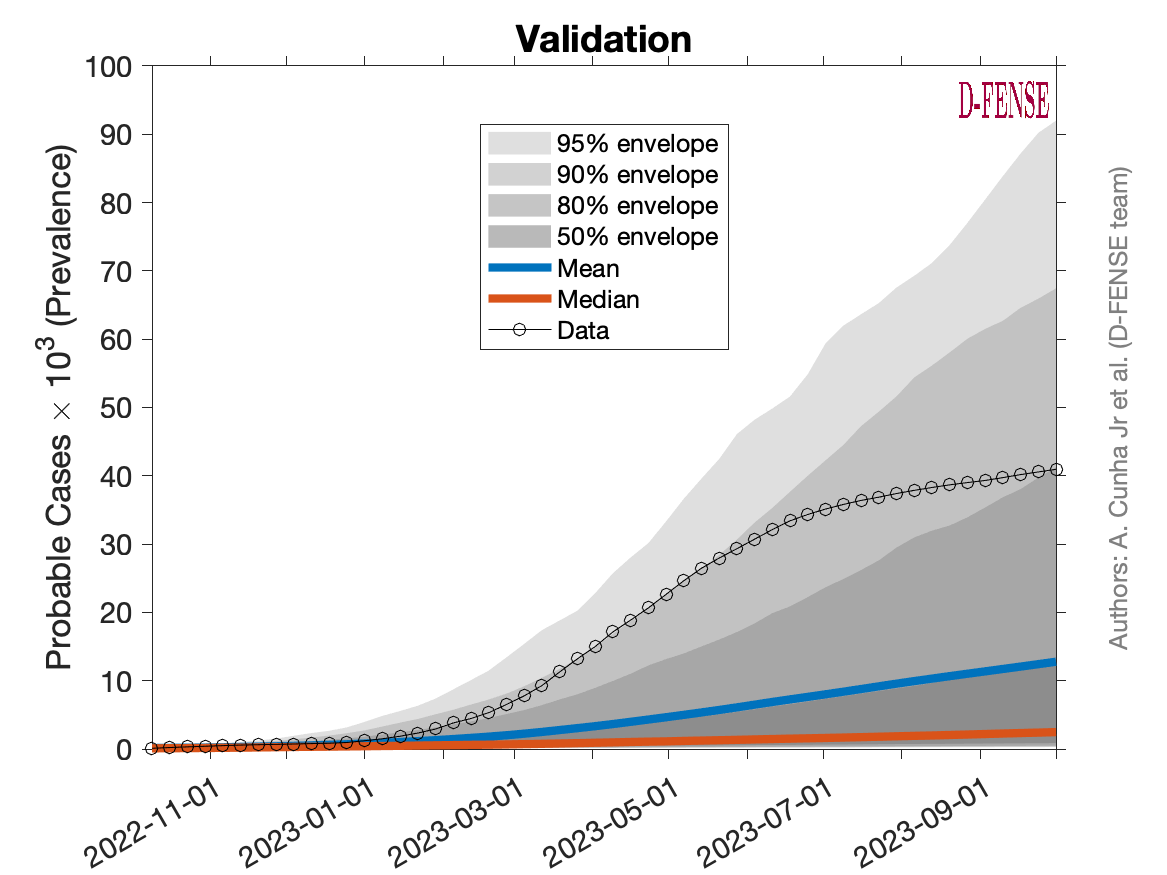 Validation
D-FENSE
100
90
80
70
60
50
40
30
20
10
0
Probable Cases × 10³ (Prevalence)
95% envelope
90% envelope
80% envelope
50% envelope
Mean
Median
Data
2022-11-01
2023-01-01
2023-03-01
2023-05-01
2023-07-01
2023-09-01
Authors: A. Cunha Jr et al. (D-FENSE team)